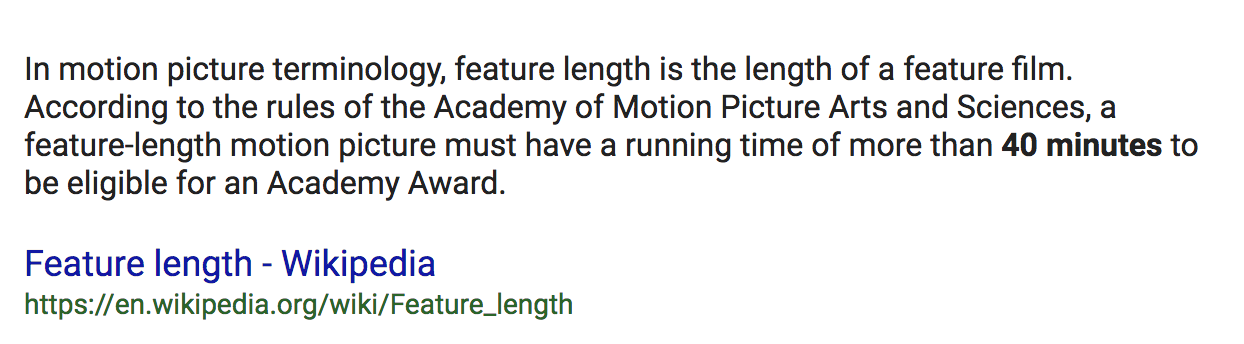 In motion picture terminology, feature length is the length of a feature film.
According to the rules of the Academy of Motion Picture Arts and Sciences, a
feature-length motion picture must have a running time of more than 40 minutes to
be eligible for an Academy Award.
Feature length - Wikipedia
https://en.wikipedia.org/wiki/Feature_length